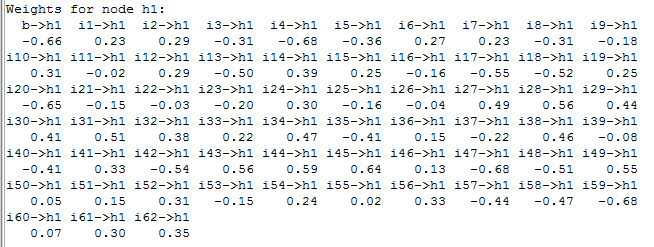 Weights for node h1:
b->h1 i1->h1 i2->h1 i3->h1 i4->h1 i5->h1 i6->h1 i7->h1 i8->h1 i9->h1
-0.66 0.23 0.29 -0.31 -0.68 -0.36 0.27 0.23 -0.31 -0.18
i10->h1 i11->h1 i12->h1 i13->h1 i14->h1 i15->h1 i16->h1 i17->h1 i18->h1 i19->h1
0.31 -0.02 0.29 -0.50 0.39 0.25 -0.16 -0.55 -0.52 0.25
i20->h1 i21->h1 i22->h1 i23->h1 i24->h1 i25->h1 i26->h1 i27->h1 i28->h1 i29->h1
-0.65 -0.15 -0.03 -0.20 0.30 -0.16 -0.04 0.49 0.56 0.44
i30->h1 i31->h1 i32->h1 i33->h1 i34->h1 i35->h1 i36->h1 i37->h1 i38->h1 i39->h1
0.41 0.51 0.38 0.22 0.47 -0.41 0.15 -0.22 0.46 -0.08
i40->h1 i41->h1 i42->h1 i43->h1 i44->h1 i45->h1 i46->h1 i47->h1 i48->h1 i49->h1
-0.41 0.33 -0.54 0.56 0.59 0.64 0.13 -0.68 -0.51 0.55
i50->h1 i51->h1 i52->h1 i53->h1 i54->h1 i55->h1 i56->h1 i57->h1 i58->h1 i59->h1
0.05 0.15 0.31 -0.15 0.24 0.02 0.33 -0.44 -0.47 -0.68
i60->h1 i61->h1 i62->h1
0.07 0.30 0.35